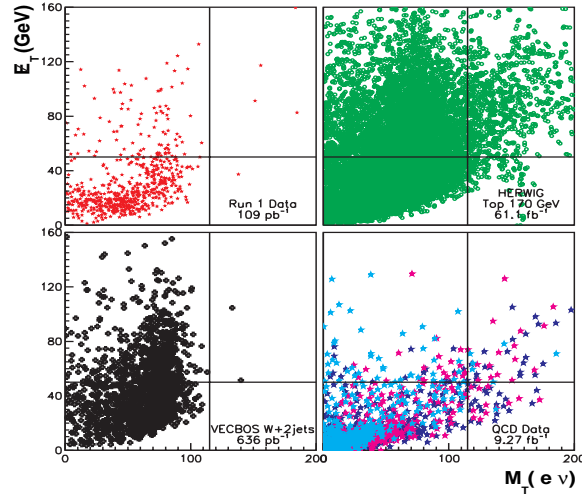 E̸T (GeV)
160
120
80
40
0
Run 1 Data
109 pb⁻¹
HERWIG
Top 170 GeV
61.1 fb⁻¹
160
120
80
40
0
VECBOS W+2jets
636 pb⁻¹
QCD Data
9.27 fb⁻¹
0 50 100 150 200 100 200
MT( e ν)